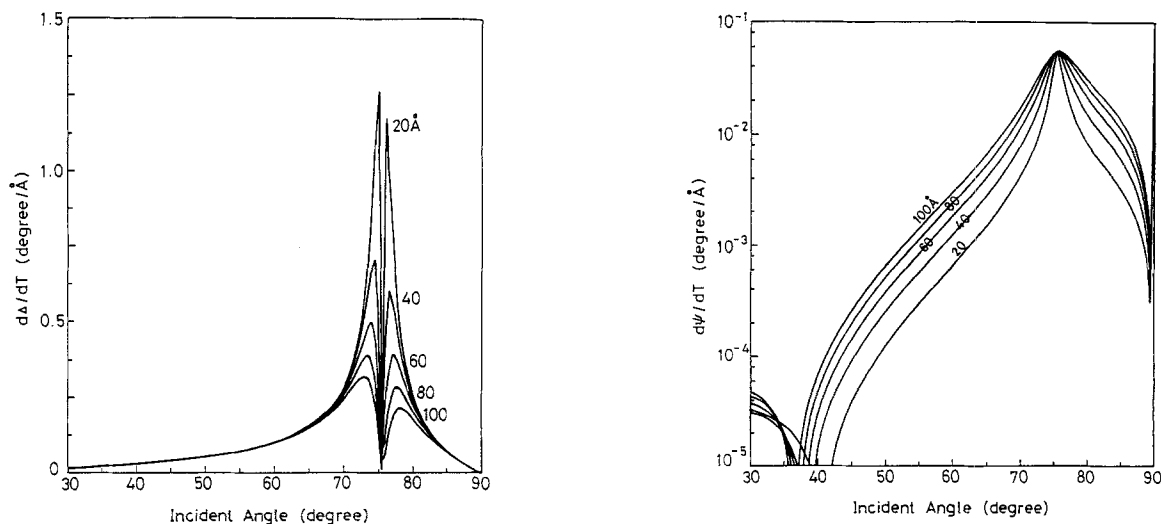 1.5
1.0
0.5
0
dΔ/dT (degree/Å)
20Å
40
60
80
100
30 40 50 60 70 80 90
Incident Angle (degree)
10⁻¹
10⁻²
10⁻³
10⁻⁴
10⁻⁵
dψ/dT (degree/Å)
100Å
80
60
40
20
30 40 50 60 70 80 90
Incident Angle (degree)